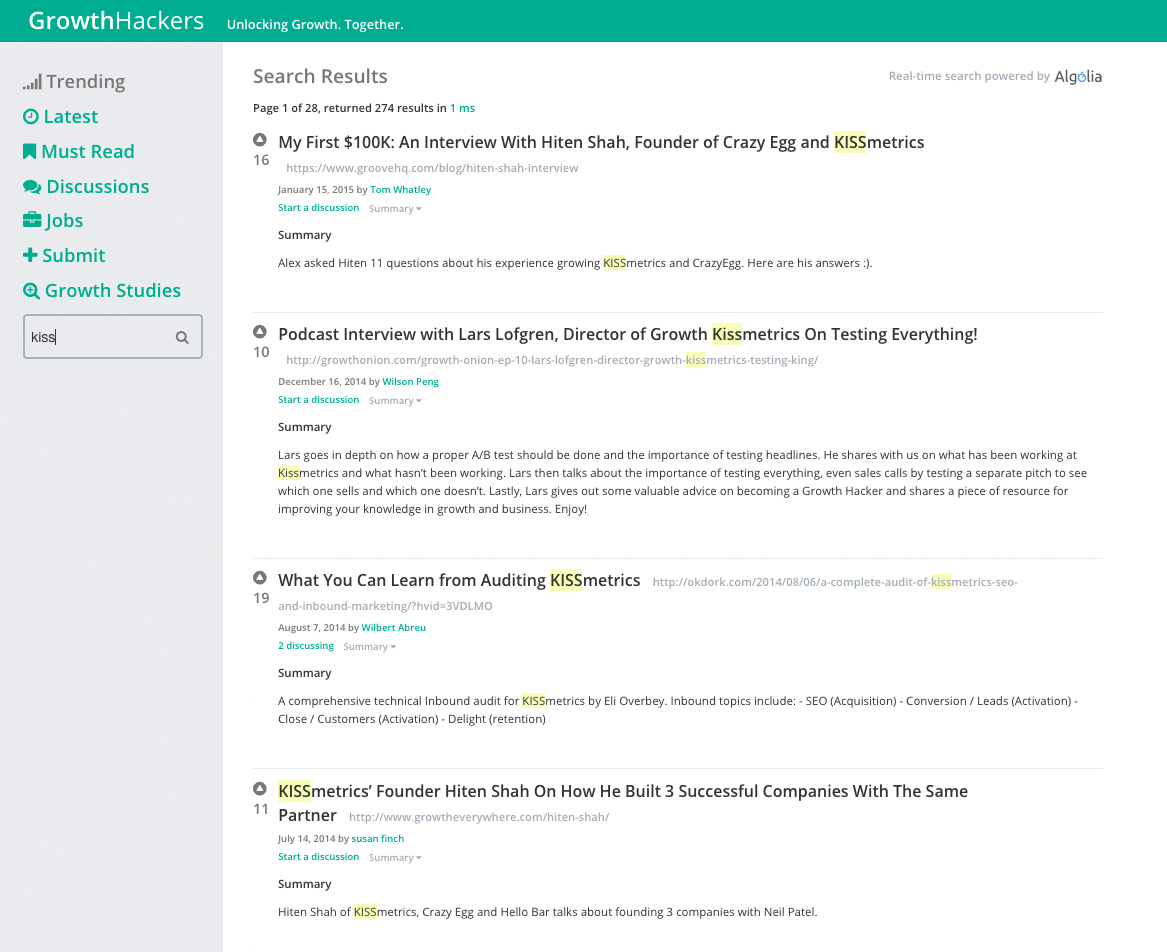 GrowthHackers Unlocking Growth. Together.
Trending
Latest
Must Read
Discussions
Jobs
Submit
Growth Studies
kiss
Search Results
Real-time search powered by Algolia
Page 1 of 28, returned 274 results in 1 ms
My First $100K: An Interview With Hiten Shah, Founder of Crazy Egg and KISSmetrics
16
https://www.groovehq.com/blog/hiten-shah-interview
January 15, 2015 by Tom Whatley
Start a discussion Summary
Summary
Alex asked Hiten 11 questions about his experience growing KISSmetrics and CrazyEgg. Here are his answers :).
Podcast Interview with Lars Lofgren, Director of Growth Kissmetrics On Testing Everything!
10
http://growthonion.com/growth-onion-ep-10-lars-lofgren-director-growth-kissmetrics-testing-king/
December 16, 2014 by Wilson Peng
Start a discussion Summary
Summary
Lars goes in depth on how a proper A/B test should be done and the importance of testing headlines. He shares with us on what has been working at
Kissmetrics and what hasn’t been working. Lars then talks about the importance of testing everything, even sales calls by testing a separate pitch to see
which one sells and which one doesn’t. Lastly, Lars gives out some valuable advice on becoming a Growth Hacker and shares a piece of resource for
improving your knowledge in growth and business. Enjoy!
What You Can Learn from Auditing KISSmetrics http://okdork.com/2014/08/06/a-complete-audit-of-kissmetrics-seo-
19
and-inbound-marketing/?hvid=3VDLMO
August 7, 2014 by Wilbert Abreu
2 discussing Summary
Summary
A comprehensive technical Inbound audit for KISSmetrics by Eli Overbey. Inbound topics include: - SEO (Acquisition) - Conversion / Leads (Activation) -
Close / Customers (Activation) - Delight (retention)
KISSmetrics’ Founder Hiten Shah On How He Built 3 Successful Companies With The Same
11
Partner http://www.growtheverywhere.com/hiten-shah/
July 14, 2014 by susan finch
Start a discussion Summary
Summary
Hiten Shah of KISSmetrics, Crazy Egg and Hello Bar talks about founding 3 companies with Neil Patel.